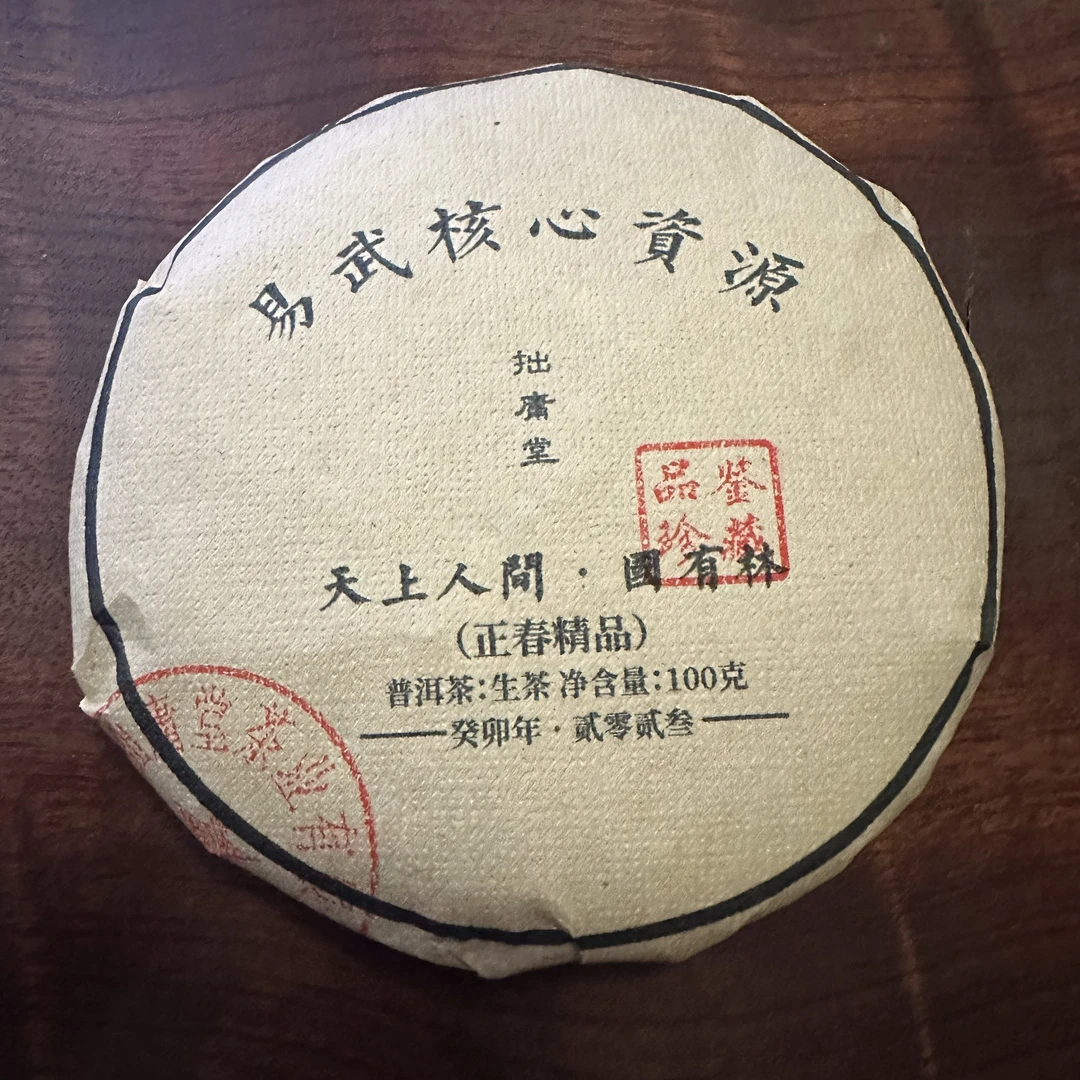 易武核心資源
拙庸堂
鑒藏
珍品
天上人間·國有林
（正春精品）
普洱茶：生茶 净含量：100克
癸卯年·貳零貳叁